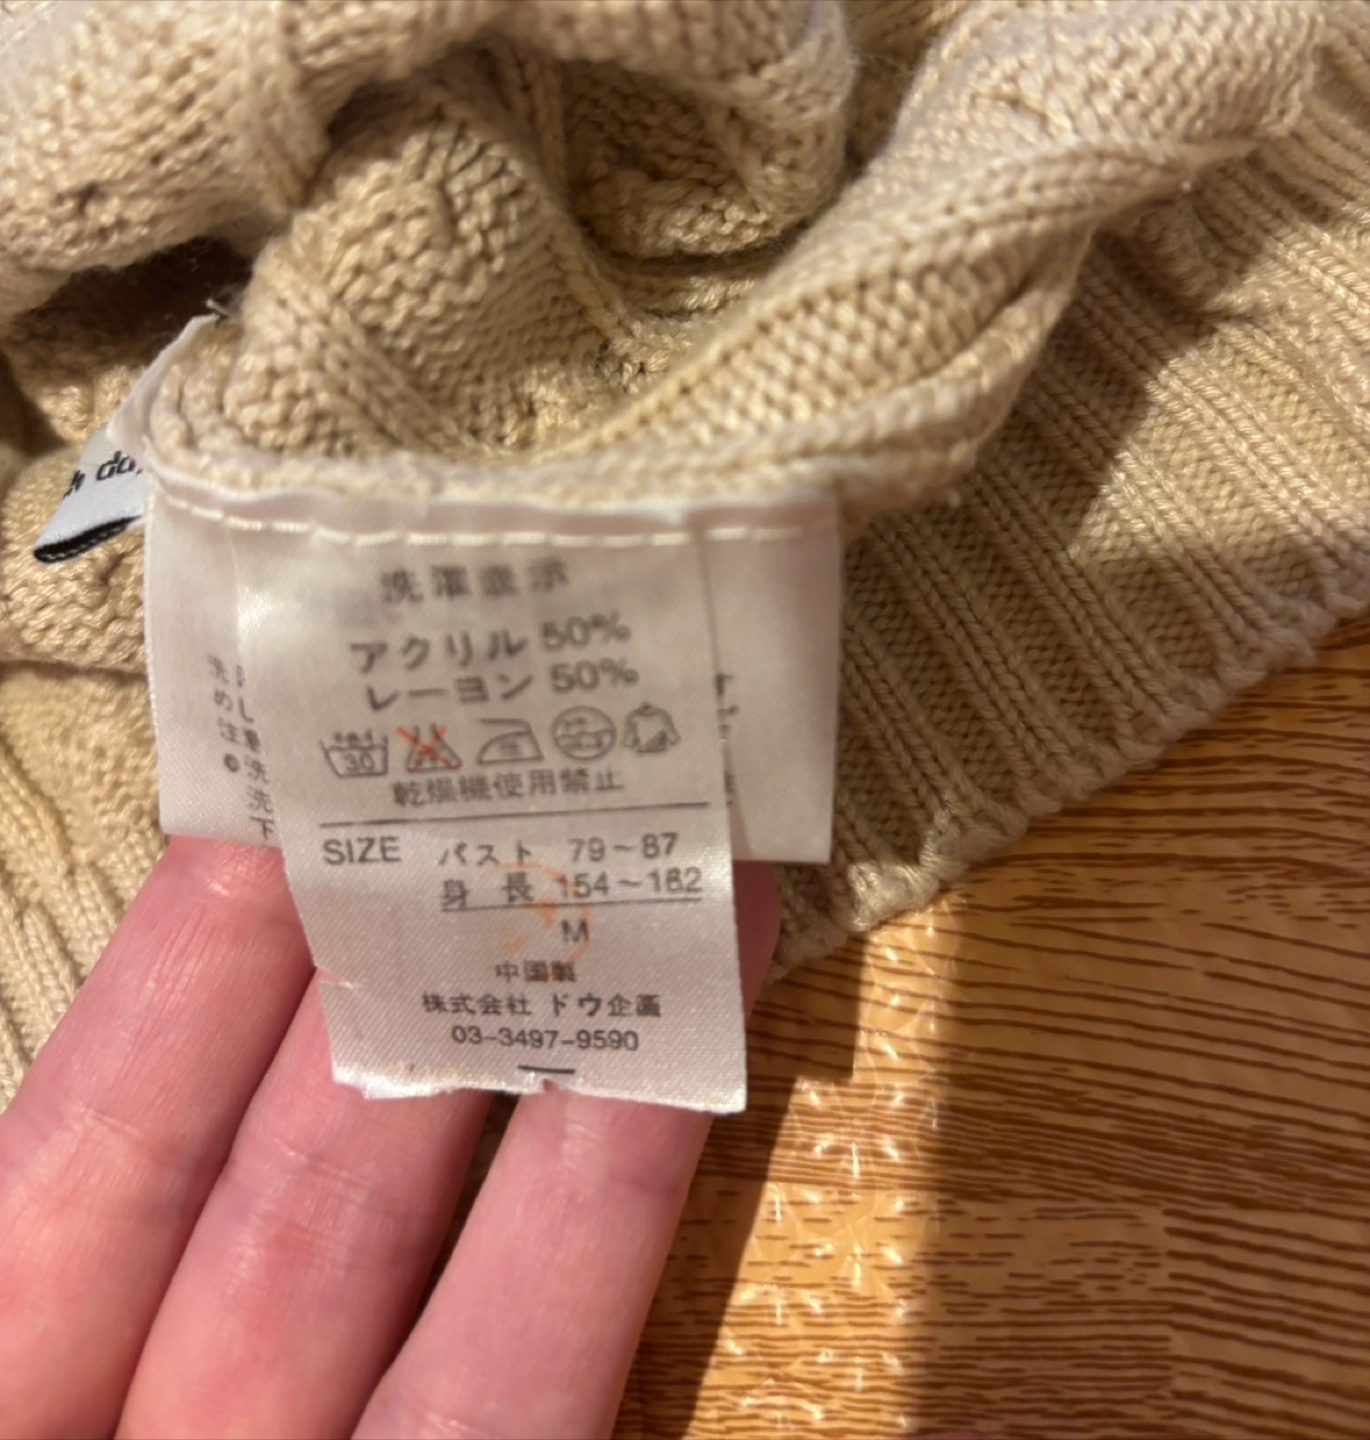 洗濯表示
アクリル 50%
レーヨン 50%
30
乾燥機使用禁止
SIZE バスト 79~87
身長 154~162
M
中国製
株式会社 ドウ企画
03-3497-9590